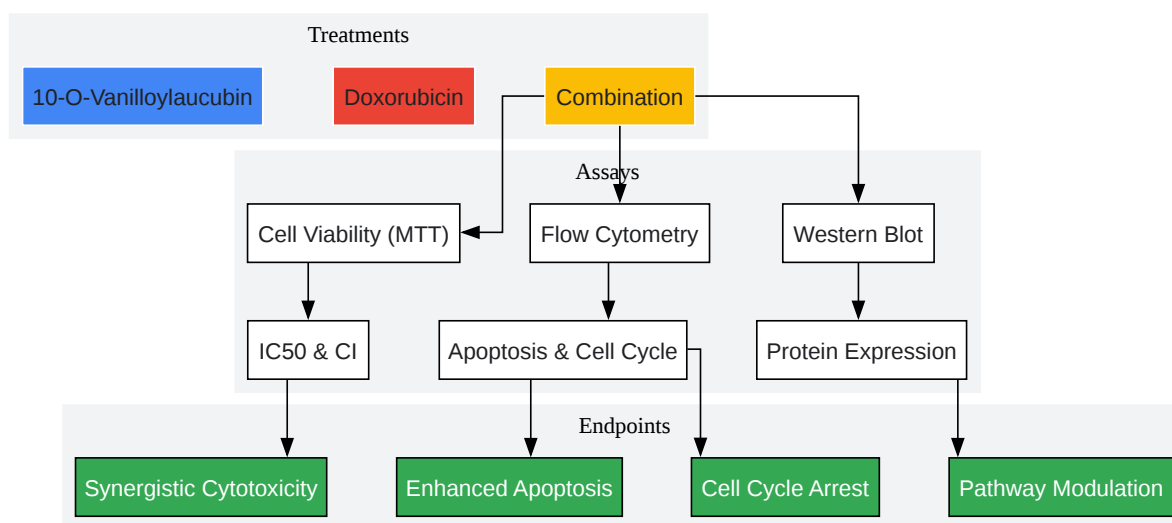 Treatments
10-O-Vanilloylaucubin
Doxorubicin
Combination
Assays
Cell Viability (MTT)
Flow Cytometry
Western Blot
IC50 & CI
Apoptosis & Cell Cycle
Protein Expression
Endpoints
Synergistic Cytotoxicity
Enhanced Apoptosis
Cell Cycle Arrest
Pathway Modulation